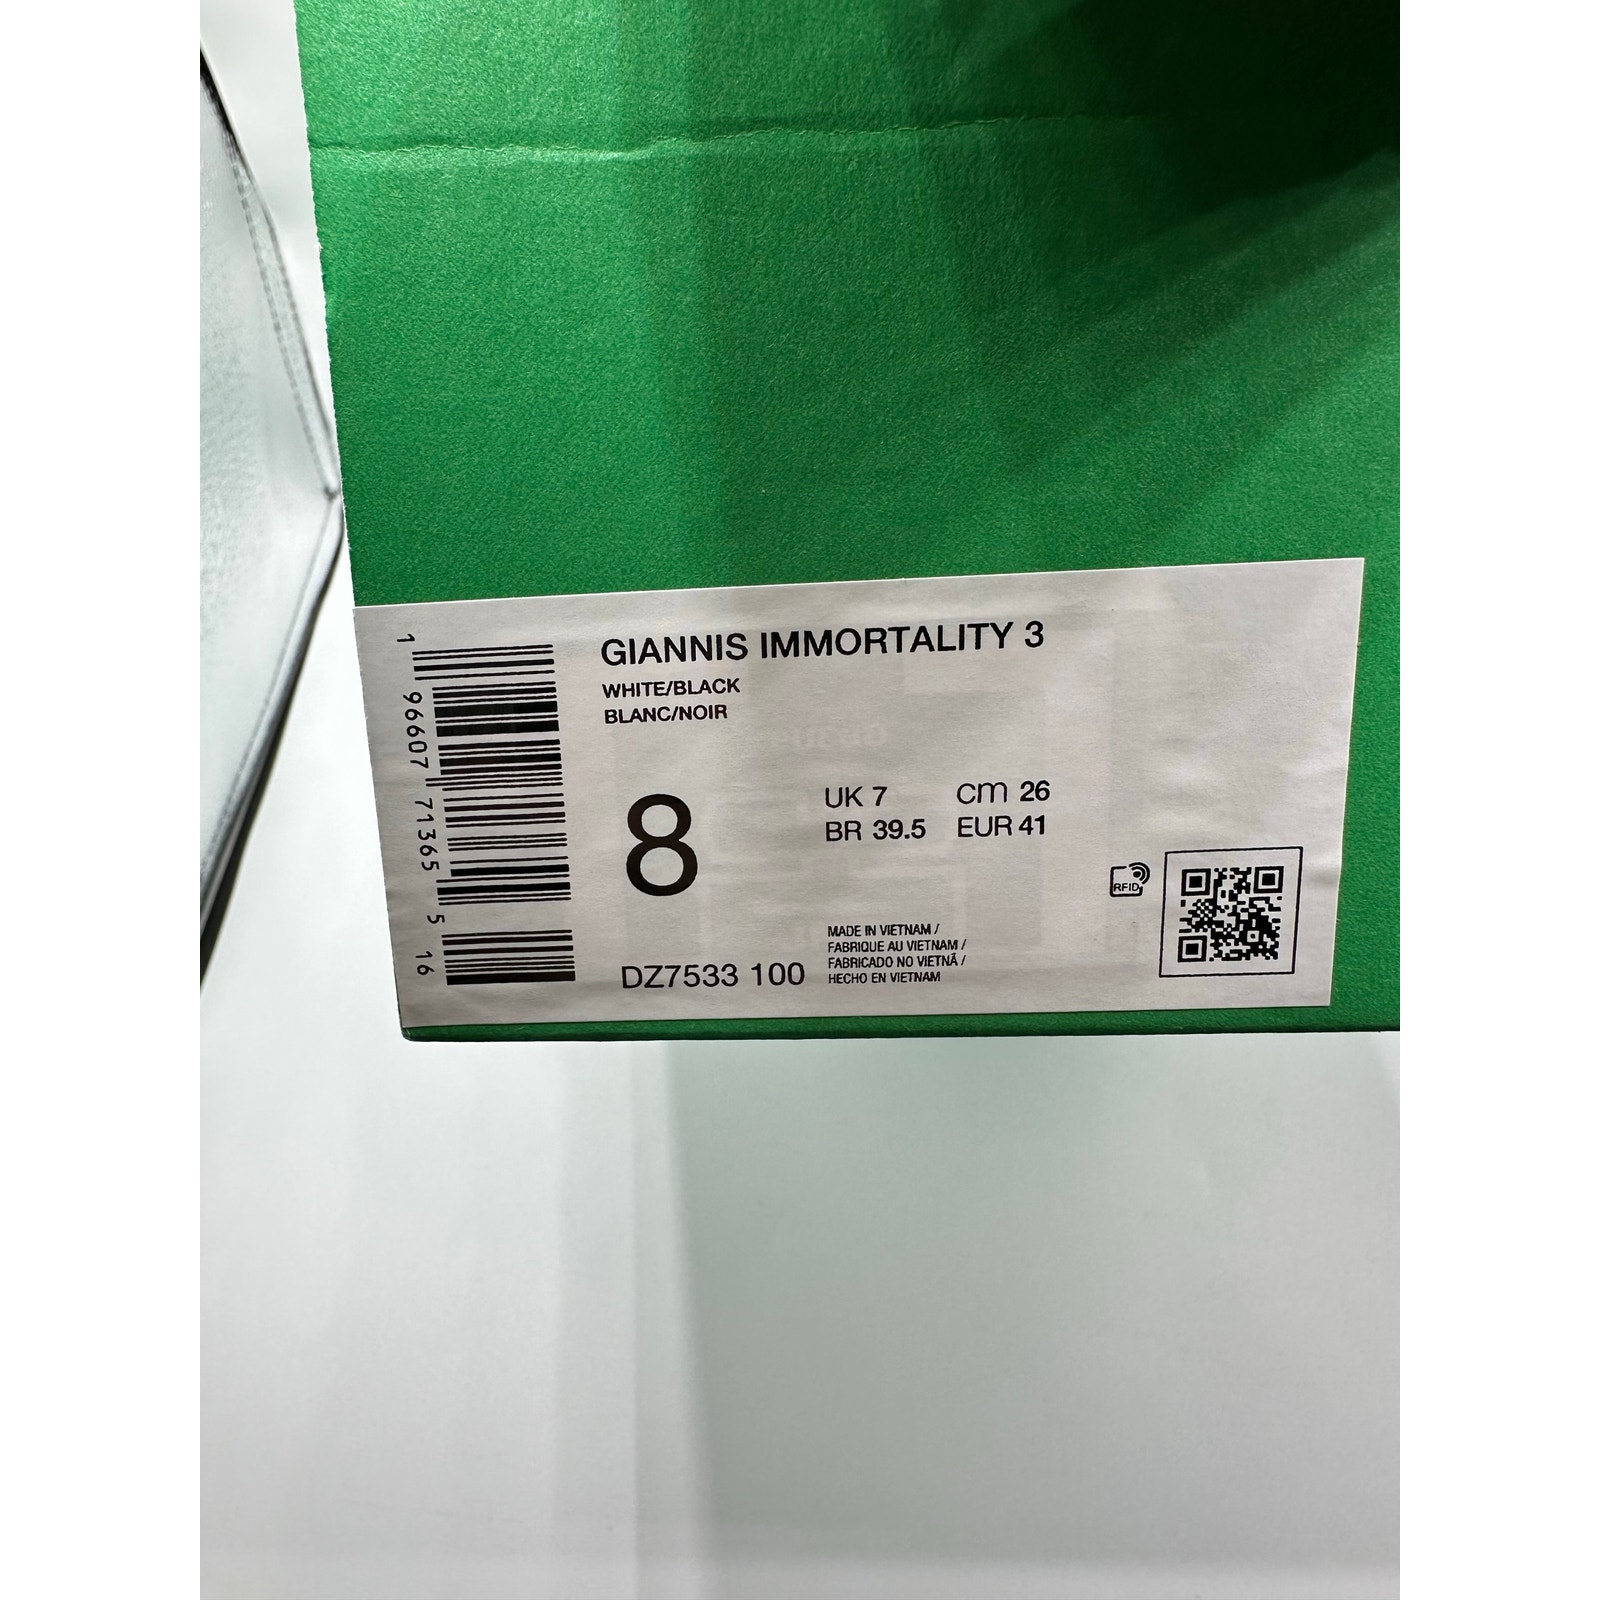 GIANNIS IMMORTALITY 3
WHITE/BLACK
BLANC/NOIR
8
UK 7 cm 26
BR 39.5 EUR 41
MADE IN VIETNAM /
FABRIQUE AU VIETNAM /
FABRICADO NO VIETNÃ /
HECHO EN VIETNAM
DZ7533 100
RFID
1 96607 71365 5 16